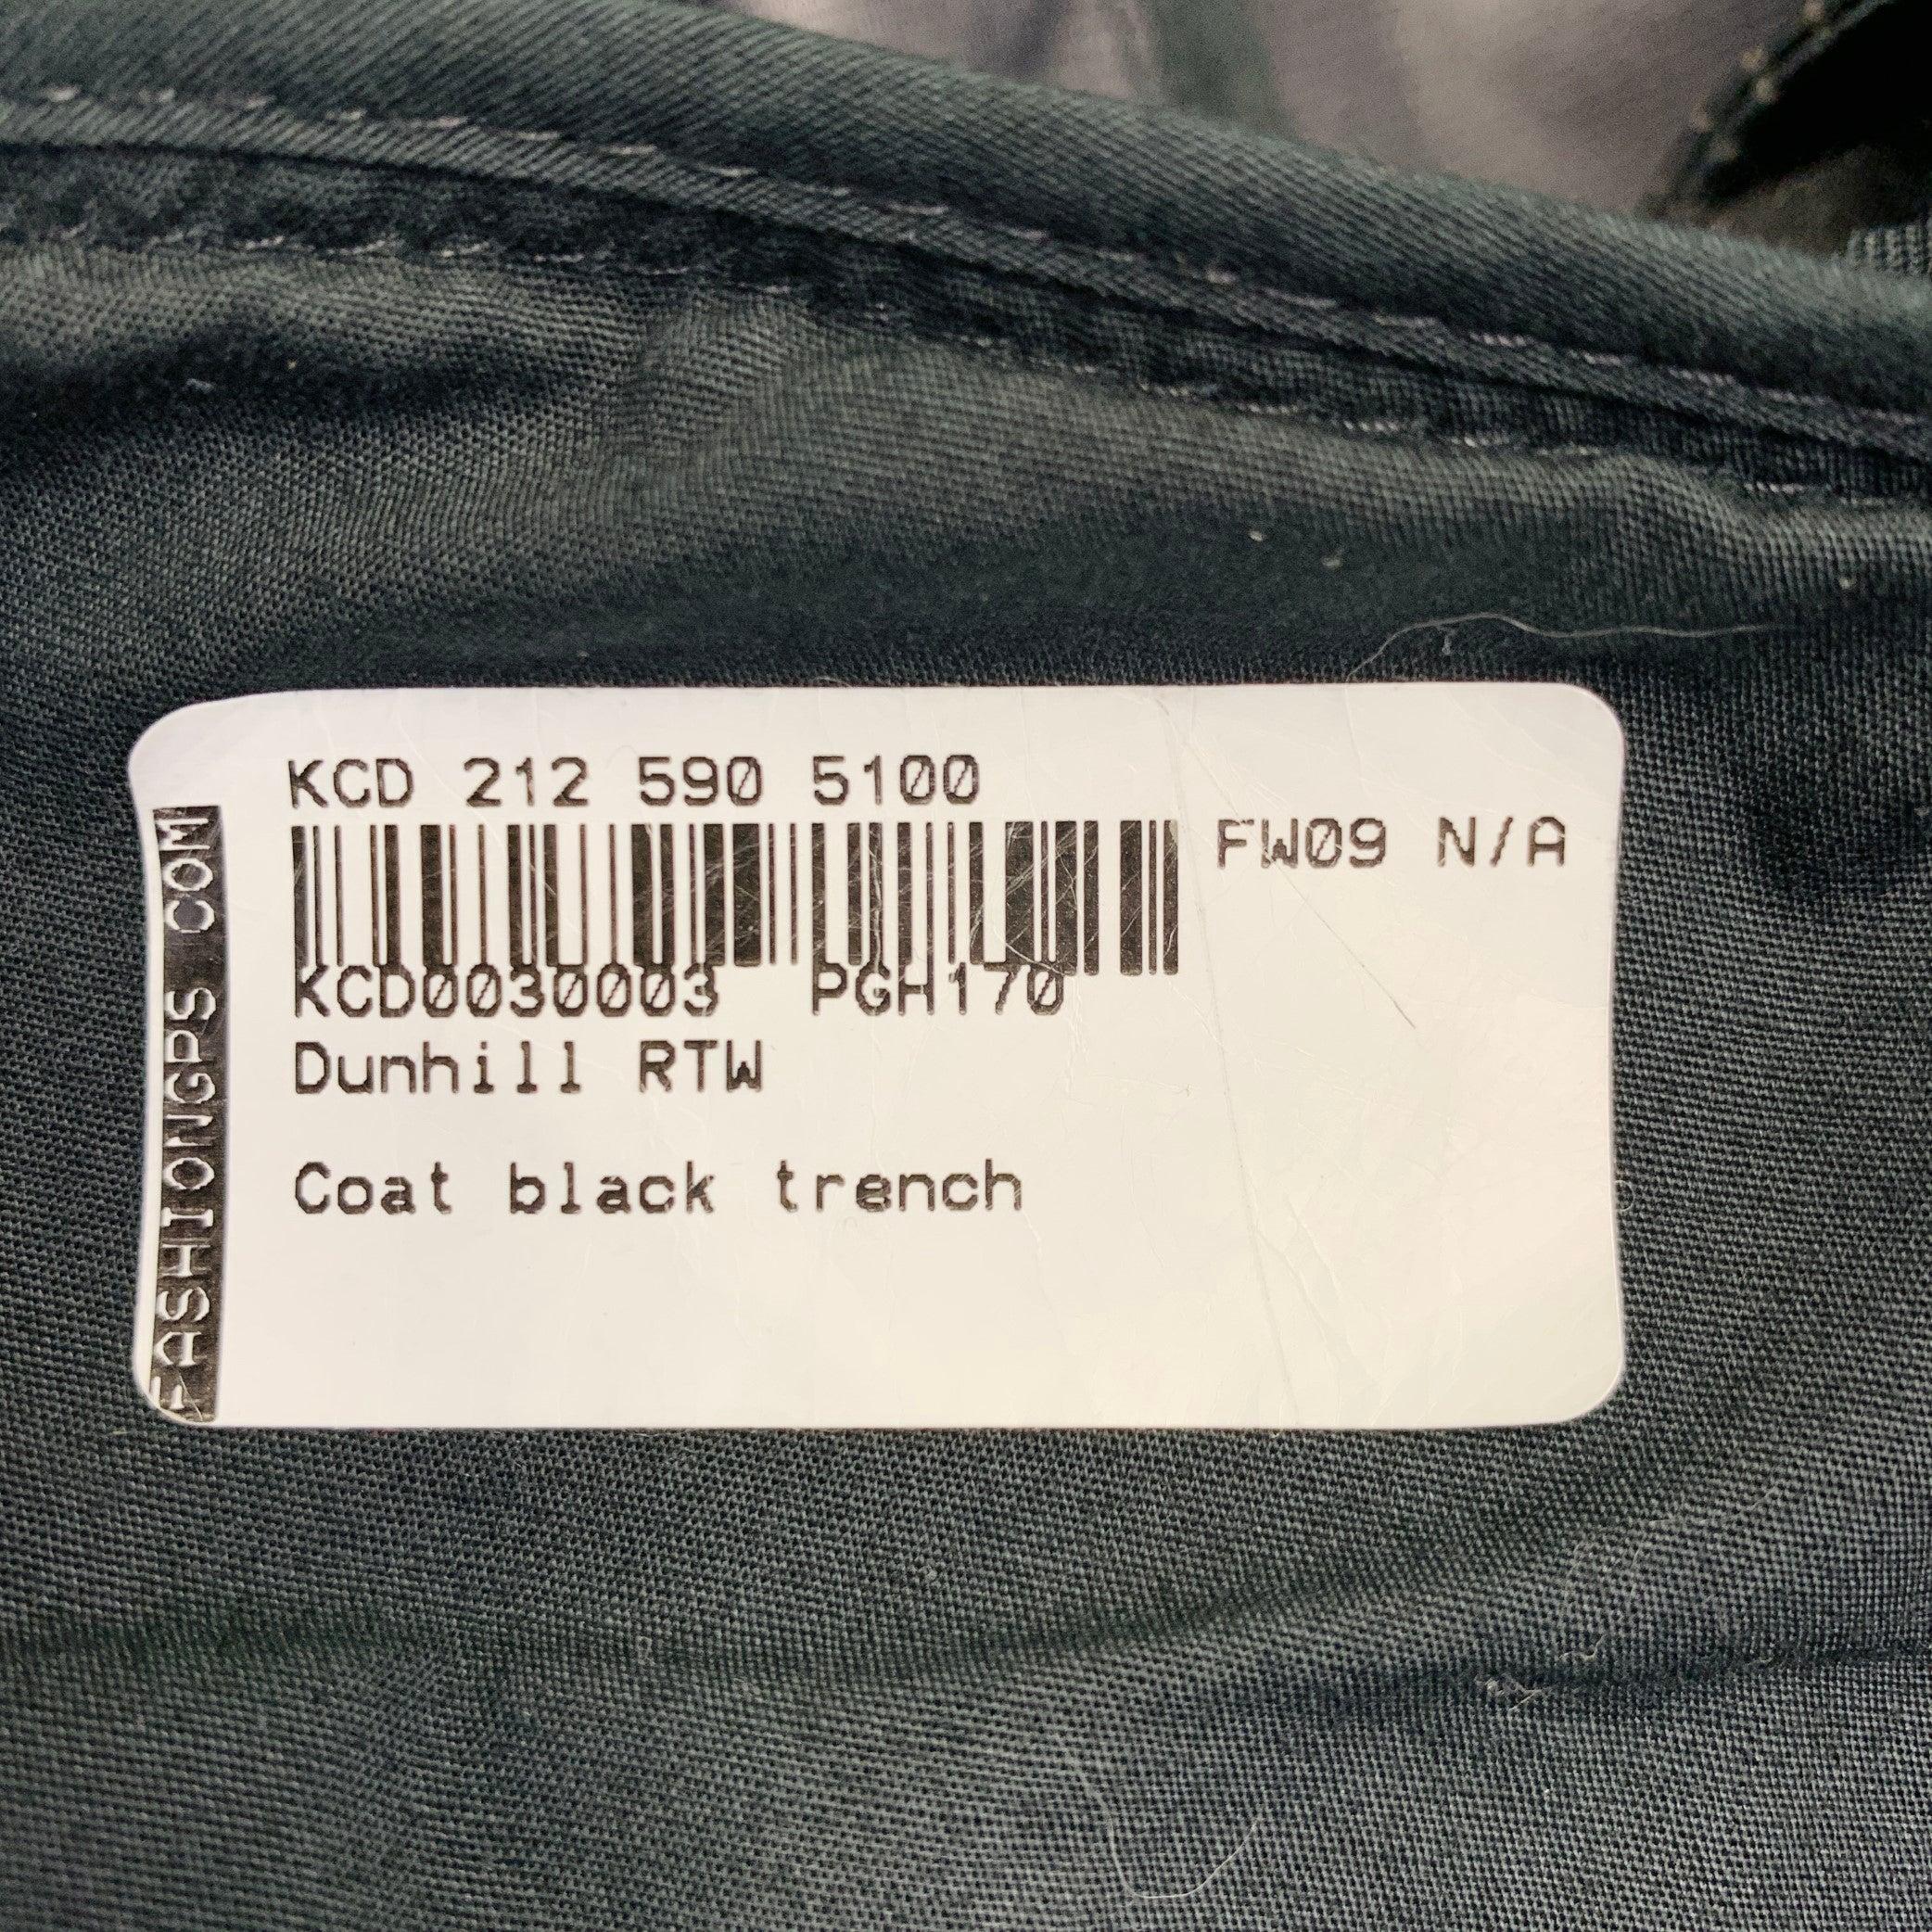 KCD 212 590 5100
FW09 N/A
KCD0030003 PGH170
Dunhill RTW
Coat black trench
FASHIONGPS COM